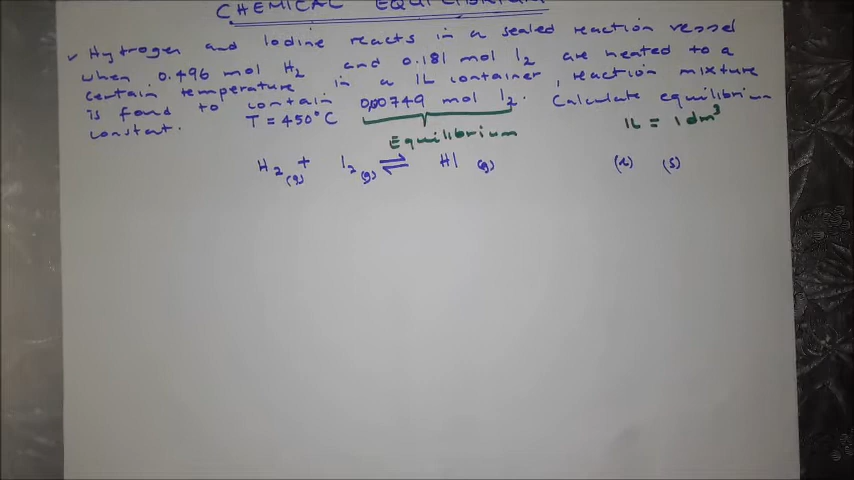 CHEMICAL EQUILIBRIUM
✓ Hytrogen and Iodine reacts in a sealed reaction vessel
when 0.496 mol H₂ and 0.181 mol I₂ are heated to a
certain temperature in a 1L container, reaction mixture
is found to contain 0,00749 mol I₂. Calculate equilibrium
constant. T = 450°C
Equilibrium
1L = 1dm³
H₂(g) + I₂(g) ⇌ HI (g) (l) (s)